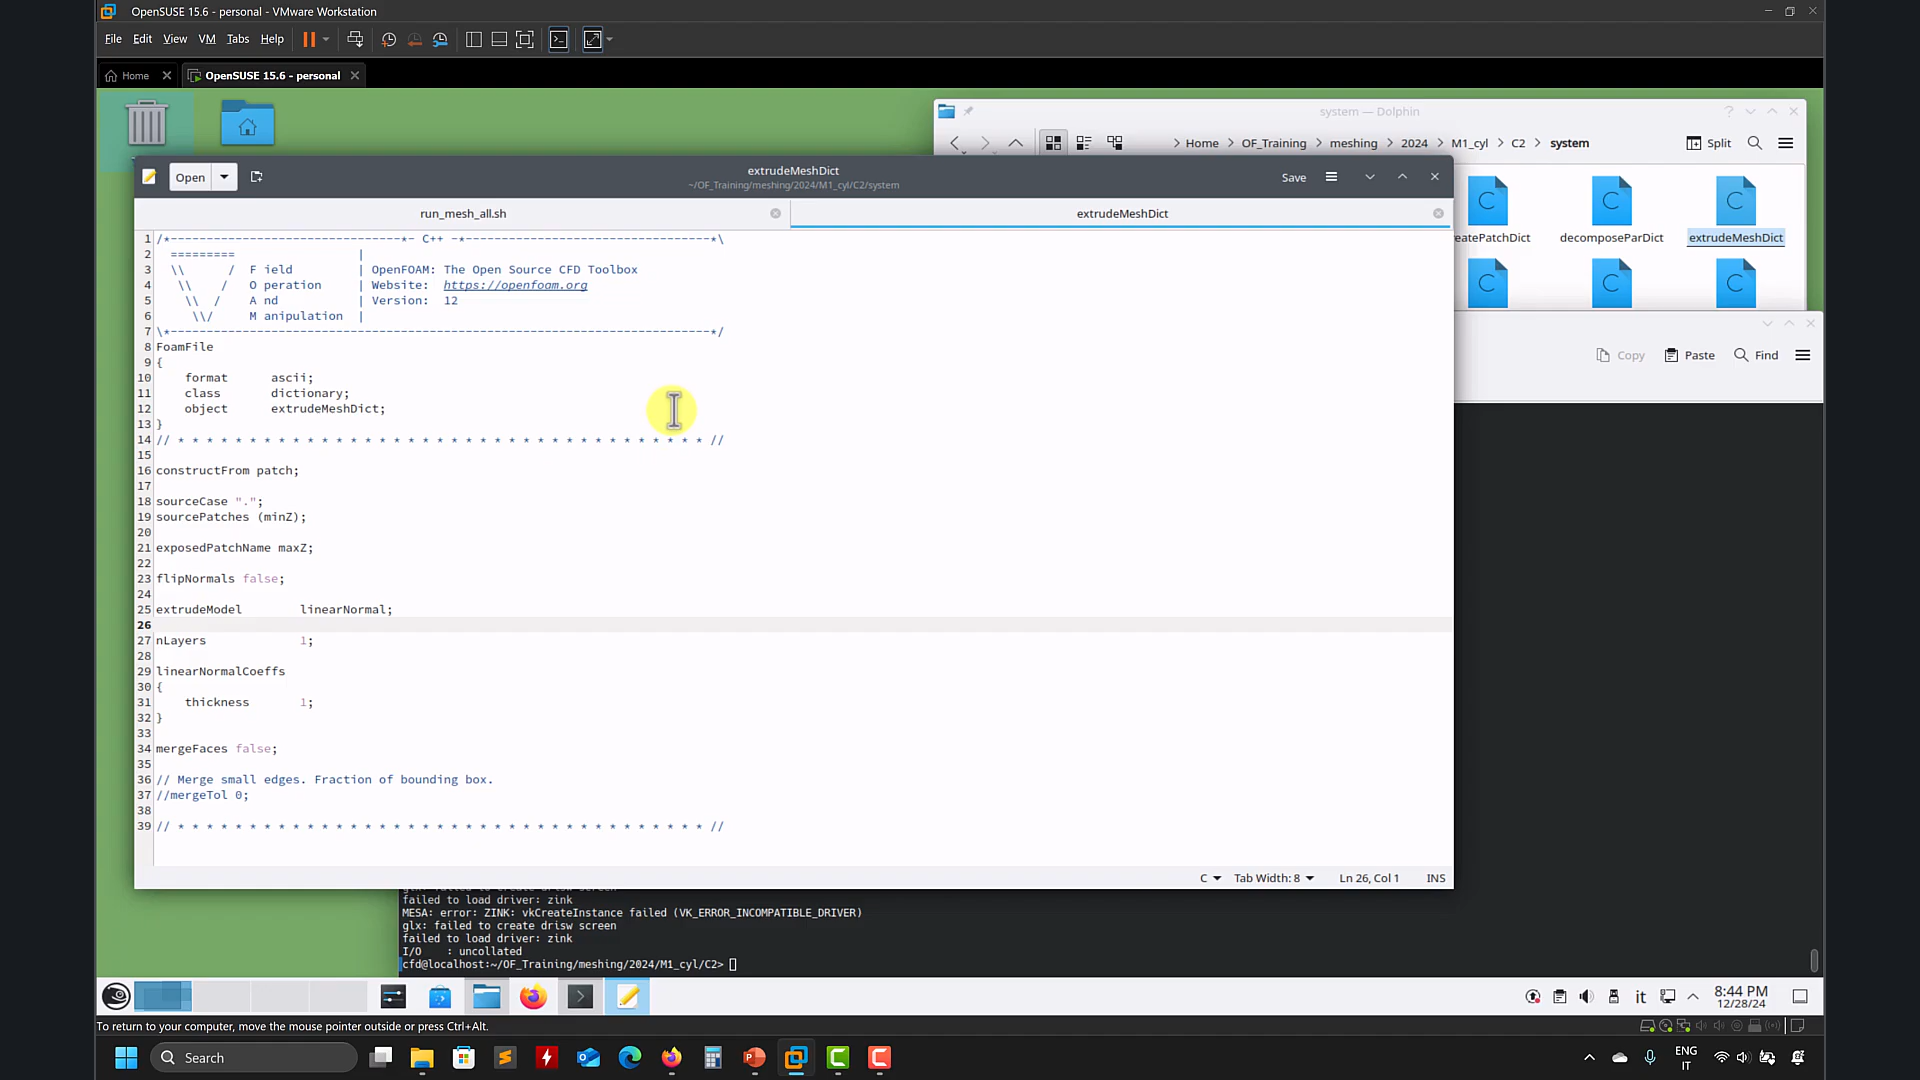 OpenSUSE 15.6 - personal - VMware Workstation
File Edit View VM Tabs Help
Home OpenSUSE 15.6 - personal
system — Dolphin
Home OF_Training meshing 2024 M1_cyl C2 system Split
extrudeMeshDict
~/OF_Training/meshing/2024/M1_cyl/C2/system
Open Save
run_mesh_all.sh extrudeMeshDict
eatePatchDict decomposeParDict extrudeMeshDict
Copy Paste Find
1 /*--------------------------------*- C++ -*----------------------------------*\
2 ========= |
3 \\ / F ield | OpenFOAM: The Open Source CFD Toolbox
4 \\ / O peration | Website: https://openfoam.org
5 \\ / A nd | Version: 12
6 \\/ M anipulation |
7 \*---------------------------------------------------------------------------*/
8 FoamFile
9 {
10 format ascii;
11 class dictionary;
12 object extrudeMeshDict;
13 }
14 // * * * * * * * * * * * * * * * * * * * * * * * * * * * * * * * * * * * * * //
15
16 constructFrom patch;
17
18 sourceCase ".";
19 sourcePatches (minZ);
20
21 exposedPatchName maxZ;
22
23 flipNormals false;
24
25 extrudeModel linearNormal;
26
27 nLayers 1;
28
29 linearNormalCoeffs
30 {
31 thickness 1;
32 }
33
34 mergeFaces false;
35
36 // Merge small edges. Fraction of bounding box.
37 //mergeTol 0;
38
39 // * * * * * * * * * * * * * * * * * * * * * * * * * * * * * * * * * * * * * //
C Tab Width: 8 Ln 26, Col 1 INS
glx: failed to create drisw screen
failed to load driver: zink
MESA: error: ZINK: vkCreateInstance failed (VK_ERROR_INCOMPATIBLE_DRIVER)
glx: failed to create drisw screen
failed to load driver: zink
I/O : uncollated
cfd@localhost:~/OF_Training/meshing/2024/M1_cyl/C2>
it 8:44 PM
12/28/24
To return to your computer, move the mouse pointer outside or press Ctrl+Alt.
Search
ENG
IT